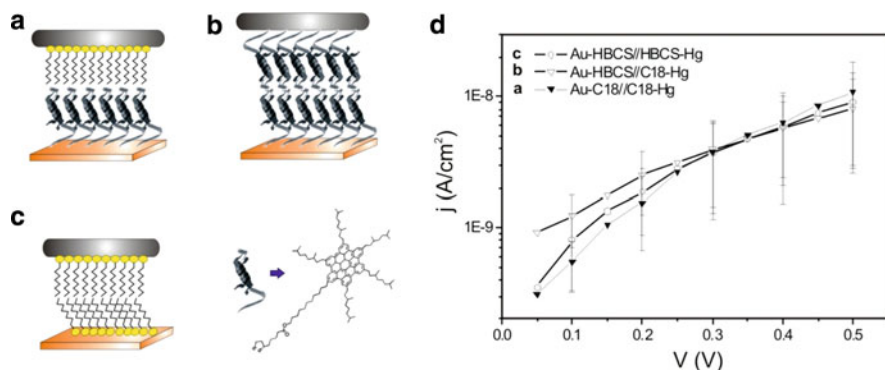 a
b
c
d
c Au-HBCS//HBCS-Hg
b Au-HBCS//C18-Hg
a Au-C18//C18-Hg
j (A/cm²)
1E-8
1E-9
0.0 0.1 0.2 0.3 0.4 0.5
V (V)